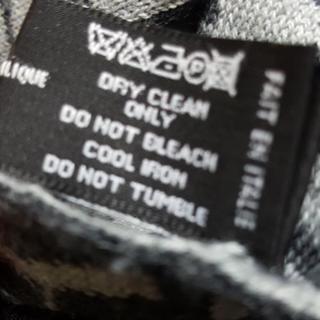 LIQUE
DRY CLEAN
ONLY
DO NOT BLEACH
COOL IRON
DO NOT TUMBLE
FAIT EN ITALIE